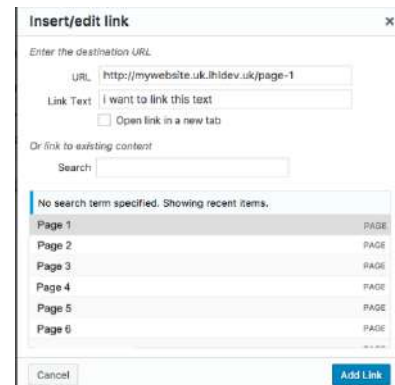 Insert/edit link ×
Enter the destination URL
URL http://mywebsite.uk.lhidev.uk/page-1
Link Text i want to link this text
Open link in a new tab
Or link to existing content
Search
No search term specified. Showing recent items.
Page 1 PAGE
Page 2 PAGE
Page 3 PAGE
Page 4 PAGE
Page 5 PAGE
Page 6 PAGE
Cancel Add Link